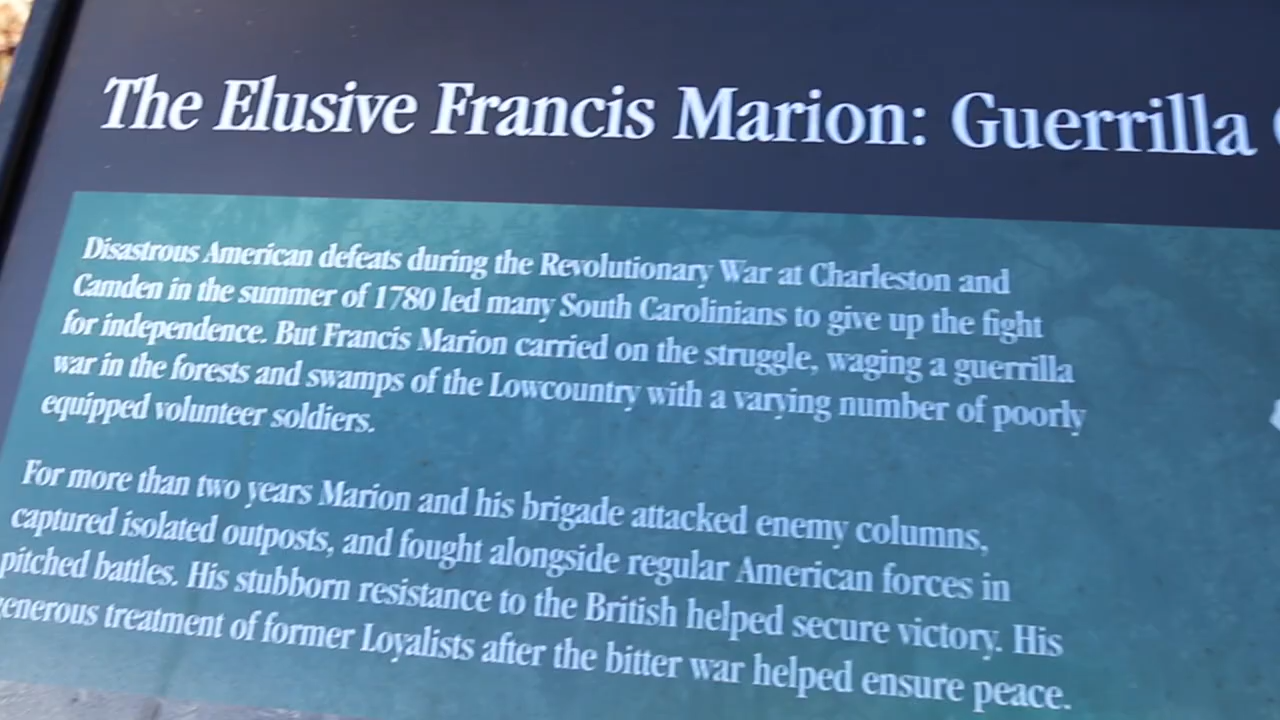 The Elusive Francis Marion: Guerrilla
Disastrous American defeats during the Revolutionary War at Charleston and
Camden in the summer of 1780 led many South Carolinians to give up the fight
for independence. But Francis Marion carried on the struggle, waging a guerrilla
war in the forests and swamps of the Lowcountry with a varying number of poorly
equipped volunteer soldiers.
For more than two years Marion and his brigade attacked enemy columns,
captured isolated outposts, and fought alongside regular American forces in
pitched battles. His stubborn resistance to the British helped secure victory. His
enerous treatment of former Loyalists after the bitter war helped ensure peace.